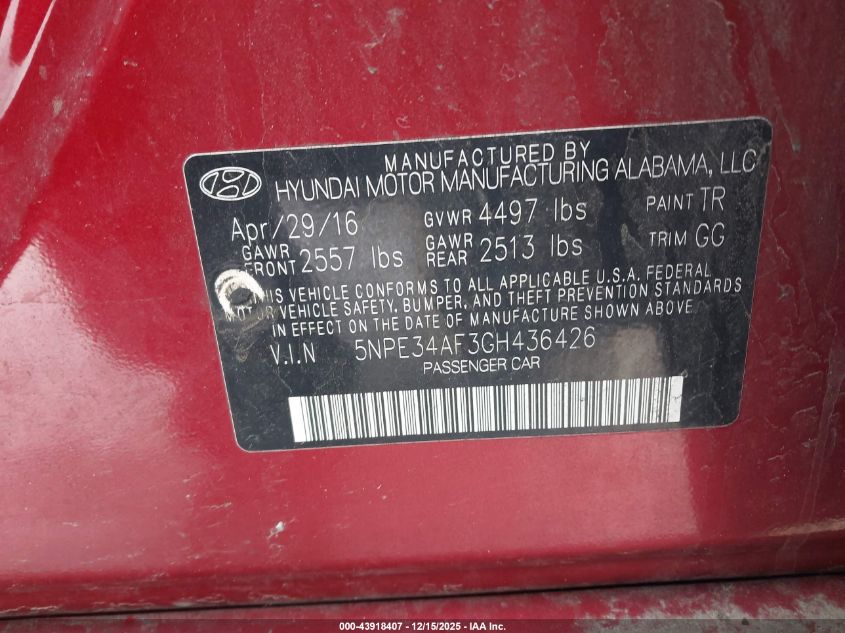 MANUFACTURED BY
HYUNDAI MOTOR MANUFACTURING ALABAMA, LLC
Apr/29/16 GVWR 4497 lbs PAINT TR
GAWR FRONT 2557 lbs GAWR REAR 2513 lbs TRIM GG
THIS VEHICLE CONFORMS TO ALL APPLICABLE U.S.A. FEDERAL
MOTOR VEHICLE SAFETY, BUMPER, AND THEFT PREVENTION STANDARDS
IN EFFECT ON THE DATE OF MANUFACTURE SHOWN ABOVE.
V.I.N 5NPE34AF3GH436426
PASSENGER CAR
000-43918407 - 12/15/2025 - IAA Inc.